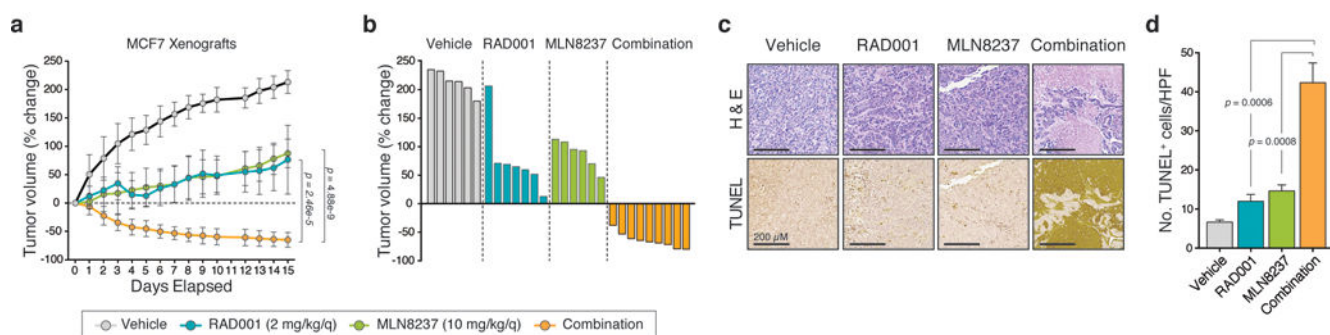 a
MCF7 Xenografts
Tumor volume (% change)
250
200
150
100
50
0
-50
-100
0 1 2 3 4 5 6 7 8 9 10 11 12 13 14 15
Days Elapsed
p = 2.46e-5
p = 4.88e-9
b
Vehicle RAD001 MLN8237 Combination
Tumor volume (% change)
250
200
150
100
50
0
-50
-100
Vehicle RAD001 (2 mg/kg/q) MLN8237 (10 mg/kg/q) Combination
c
Vehicle RAD001 MLN8237 Combination
H & E
TUNEL
200 µM
d
No. TUNEL⁺ cells/HPF
50
40
30
20
10
0
p = 0.0006
p = 0.0008
Vehicle
RAD001
MLN8237
Combination